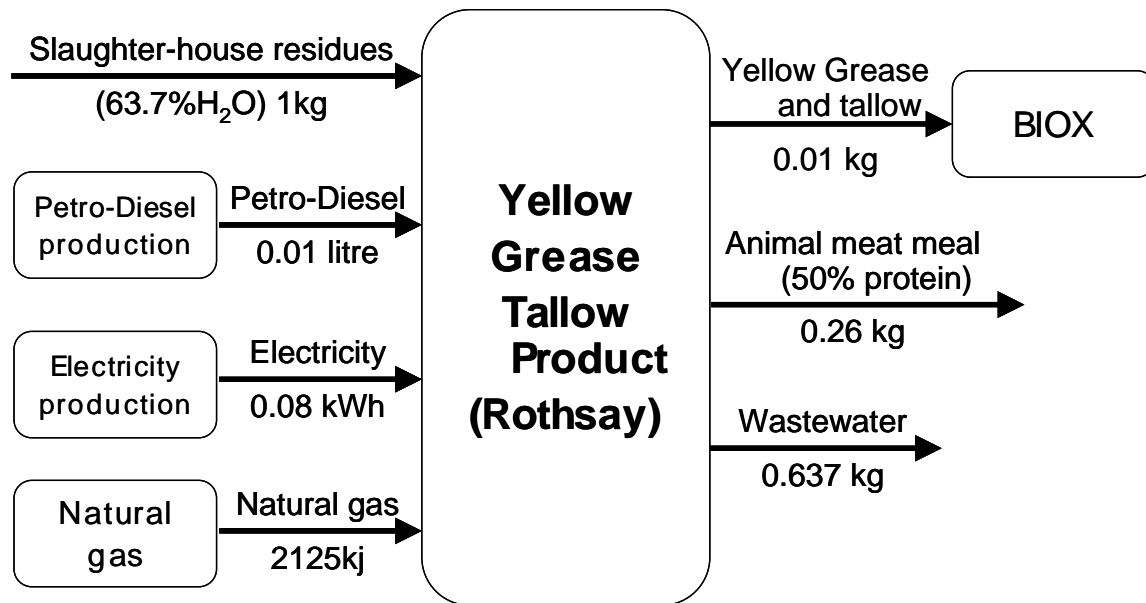 Slaughter-house residues
(63.7%H₂O) 1kg
Petro-Diesel
production
Petro-Diesel
0.01 litre
Electricity
production
Electricity
0.08 kWh
Natural
gas
Natural gas
2125kj
Yellow
Grease
Tallow
Product
(Rothsay)
Yellow Grease
and tallow
0.01 kg
BIOX
Animal meat meal
(50% protein)
0.26 kg
Wastewater
0.637 kg